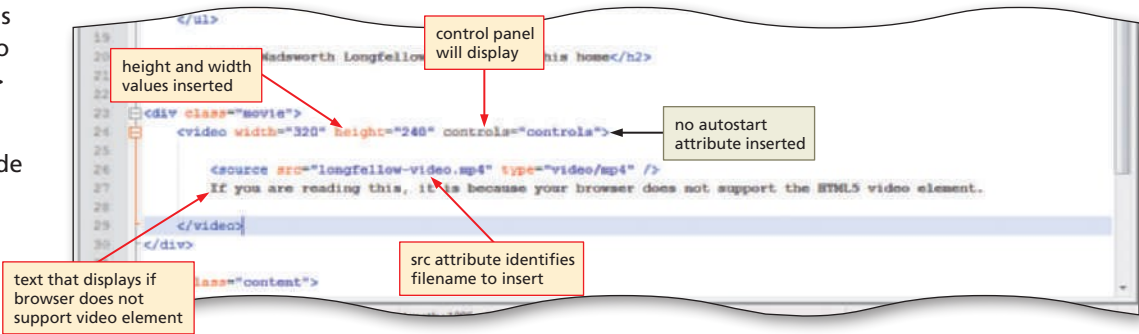 s
o
de
19
20
21
22
23
24
25
26
27
28
29
30
</ul>
Wadsworth Longfellow his home</h2>
<div class="movie">
<video width="320" height="240" controls="controls">
<source src="longfellow-video.mp4" type="video/mp4" />
If you are reading this, it is because your browser does not support the HTML5 video element.
</video>
</div>
class="content">
height and width
values inserted
control panel
will display
no autostart
attribute inserted
src attribute identifies
filename to insert
text that displays if
browser does not
support video element